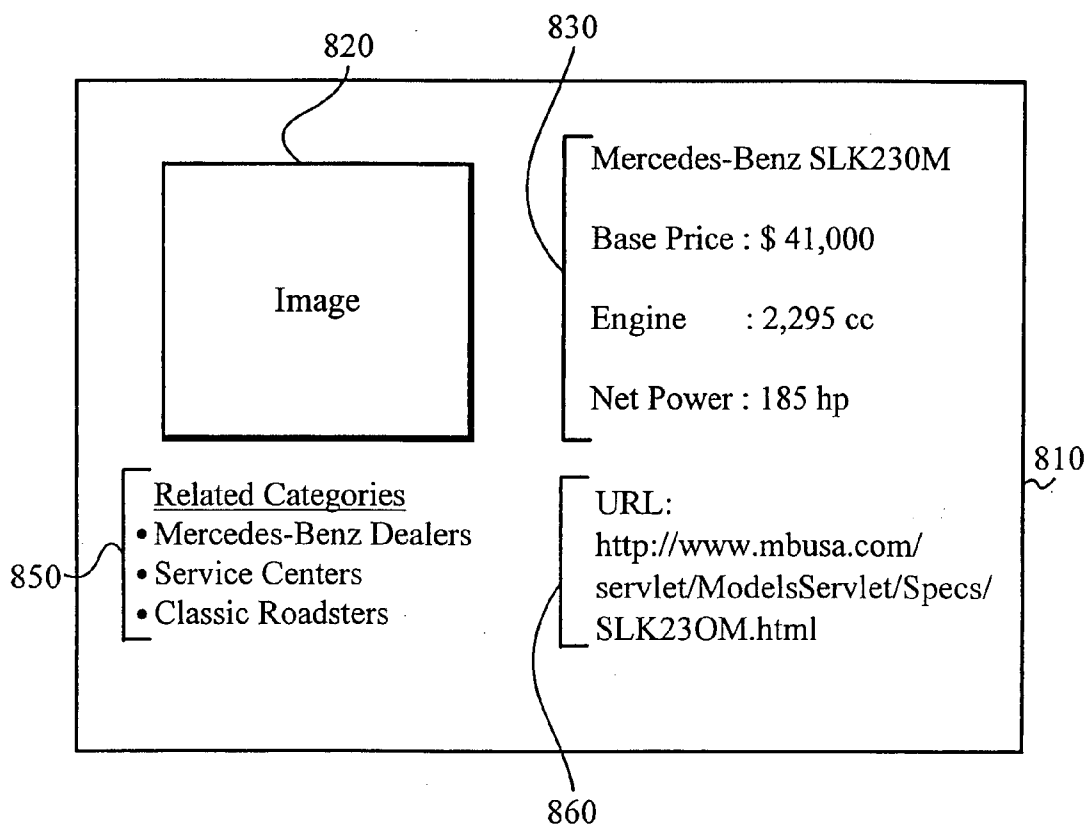 820
830
Mercedes-Benz SLK230M
Base Price : $ 41,000
Image
Engine : 2,295 cc
Net Power : 185 hp
810
Related Categories
• Mercedes-Benz Dealers
• Service Centers
• Classic Roadsters
850
URL:
http://www.mbusa.com/
servlet/ModelsServlet/Specs/
SLK23OM.html
860